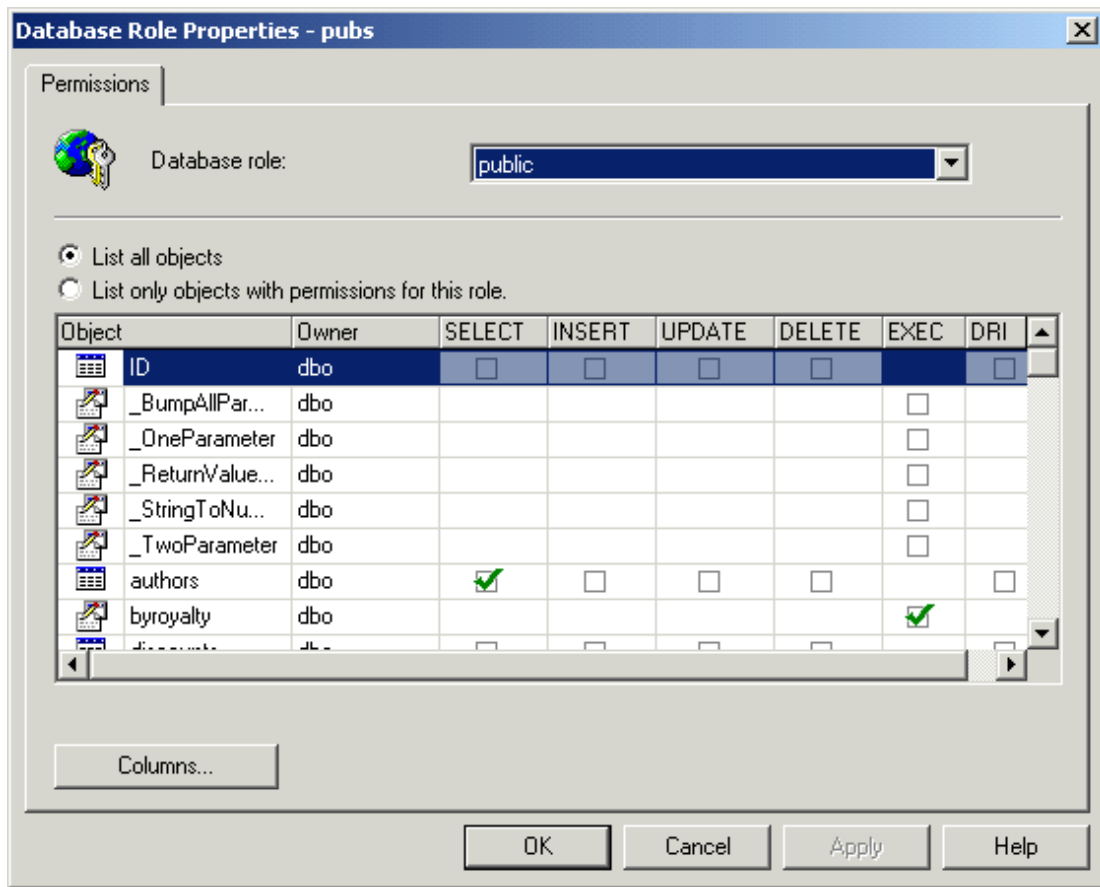 Database Role Properties - pubs
Permissions
Database role: public
List all objects
List only objects with permissions for this role.
Object Owner SELECT INSERT UPDATE DELETE EXEC DRI
ID dbo
_BumpAllPar... dbo
_OneParameter dbo
_ReturnValue... dbo
_StringToNu... dbo
_TwoParameter dbo
authors dbo
byroyalty dbo
Columns...
OK Cancel Apply Help